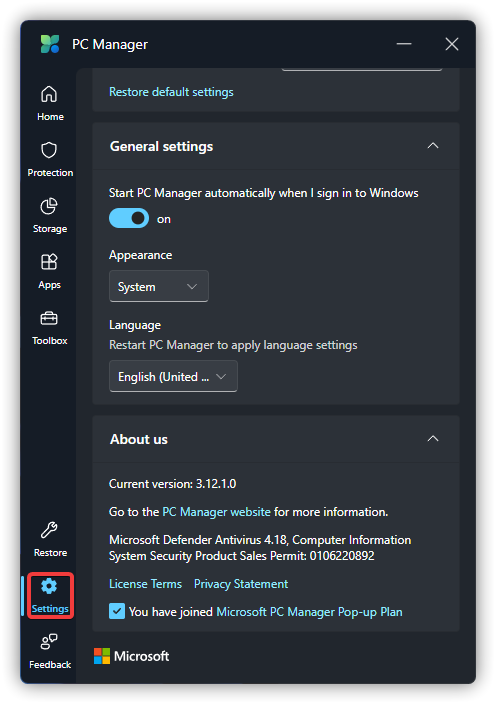 PC Manager
Home
Protection
Storage
Apps
Toolbox
Restore
Settings
Feedback
Restore default settings
General settings
Start PC Manager automatically when I sign in to Windows
on
Appearance
System
Language
Restart PC Manager to apply language settings
English (United ...
About us
Current version: 3.12.1.0
Go to the PC Manager website for more information.
Microsoft Defender Antivirus 4.18, Computer Information
System Security Product Sales Permit: 0106220892
License Terms Privacy Statement
You have joined Microsoft PC Manager Pop-up Plan
Microsoft